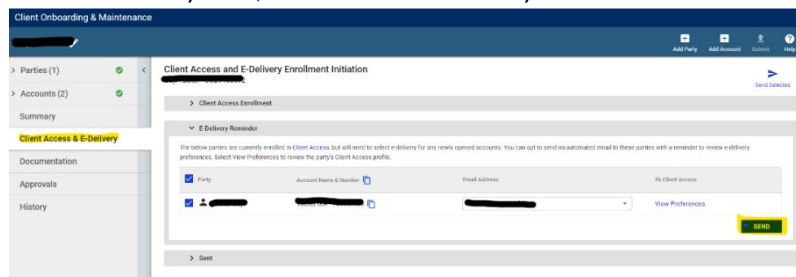 Client Onboarding & Maintenance
Add Party Add Account Submit Help
Parties (1)
Accounts (2)
Summary
Client Access & E-Delivery
Documentation
Approvals
History
Client Access and E-Delivery Enrollment Initiation
Send Selected
Client Access Enrollment
E Delivery Reminder
The below parties are currently enrolled in Client Access, but will need to select e-delivery for any newly opened accounts. You can opt to send an automated email to these parties with a reminder to review e-delivery
preferences. Select View Preferences to review the party's Client Access profile.
Party Account Name & Number Email Address FA Client Access
View Preferences
SEND
Sent